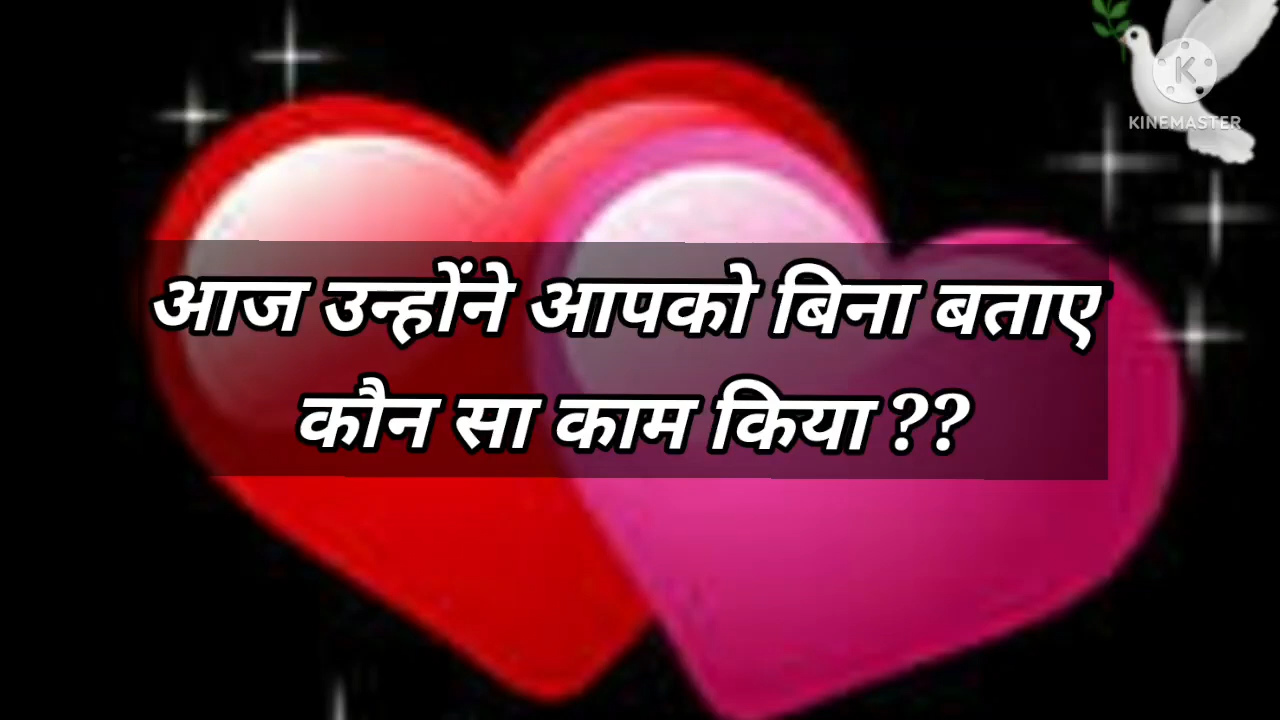 K
KINEMASTER
आज उन्होंने आपको बिना बताए
कौन सा काम किया ??